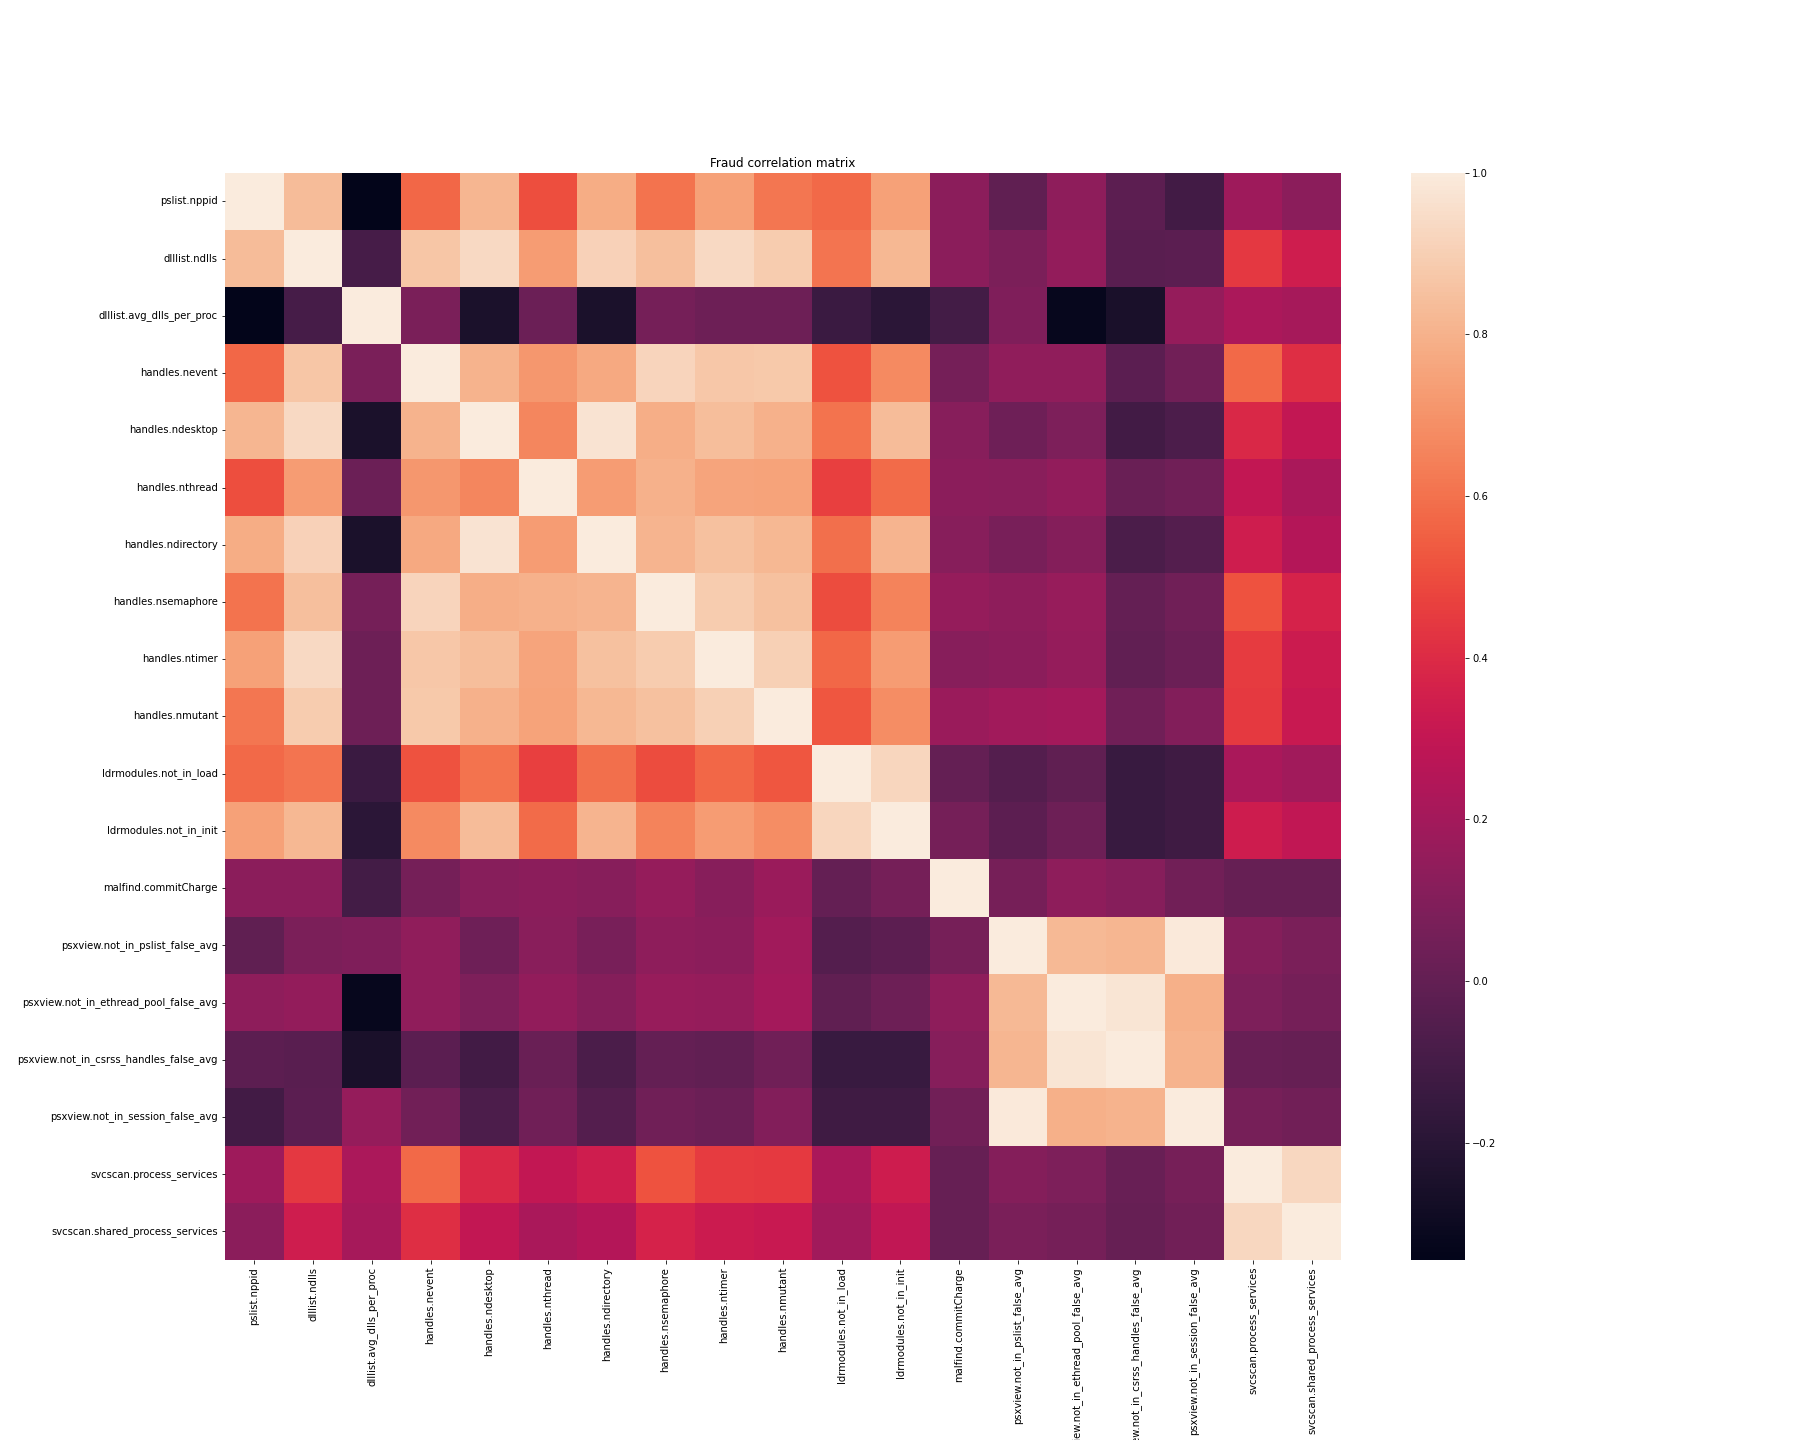 Fraud correlation matrix
pslist.nppid
dlllist.ndlls
dlllist.avg_dlls_per_proc
handles.nevent
handles.ndesktop
handles.nthread
handles.ndirectory
handles.nsemaphore
handles.ntimer
handles.nmutant
ldrmodules.not_in_load
ldrmodules.not_in_init
malfind.commitCharge
psxview.not_in_pslist_false_avg
psxview.not_in_ethread_pool_false_avg
psxview.not_in_csrss_handles_false_avg
psxview.not_in_session_false_avg
svcscan.process_services
svcscan.shared_process_services
pslist.nppid
dlllist.ndlls
dlllist.avg_dlls_per_proc
handles.nevent
handles.ndesktop
handles.nthread
handles.ndirectory
handles.nsemaphore
handles.ntimer
handles.nmutant
ldrmodules.not_in_load
ldrmodules.not_in_init
malfind.commitCharge
psxview.not_in_pslist_false_avg
iew.not_in_ethread_pool_false_avg
ew.not_in_csrss_handles_false_avg
psxview.not_in_session_false_avg
svcscan.process_services
svcscan.shared_process_services
1.0
0.8
0.6
0.4
0.2
0.0
−0.2